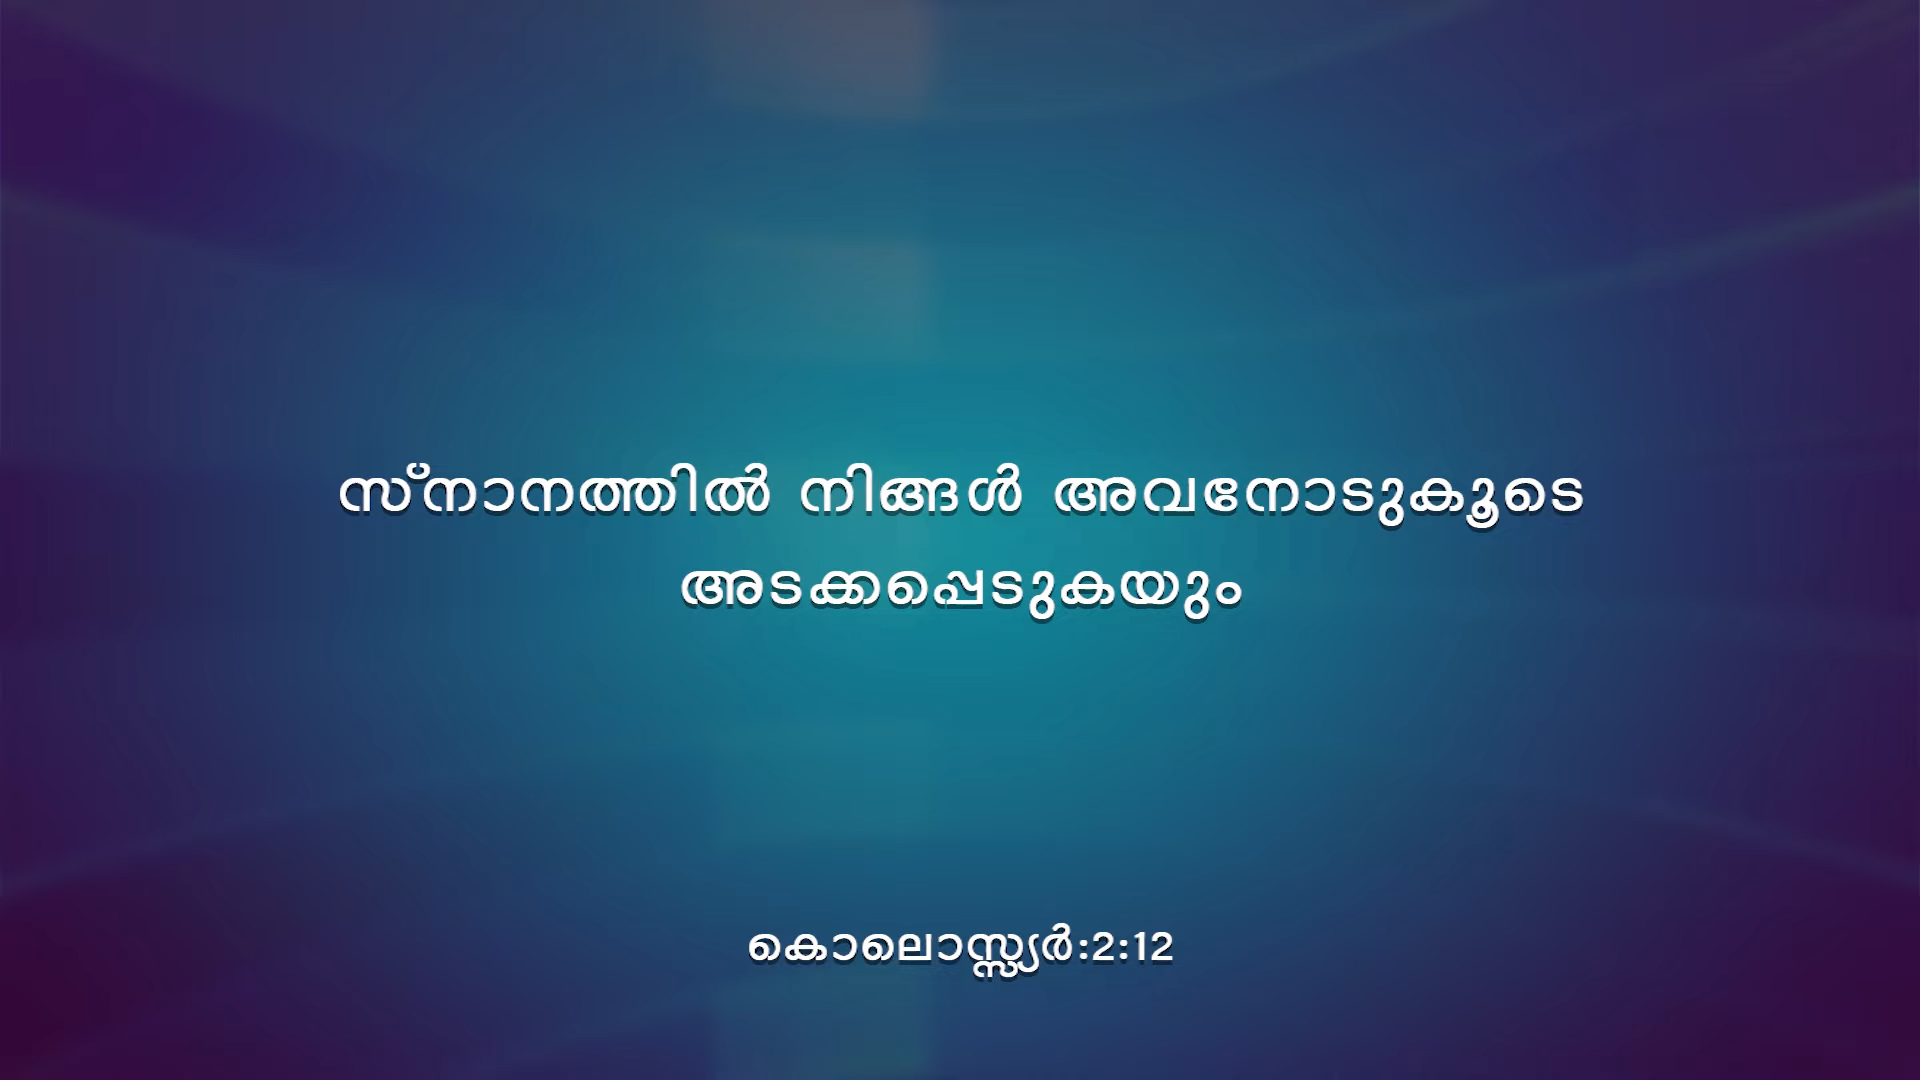 സ്നാനത്തിൽ നിങ്ങൾ അവനോടുകൂടെ
അടക്കപ്പെടുകയും
കൊലൊസ്സ്യർ:2:12